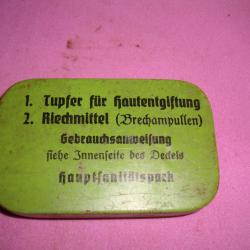 1. Tupfer für Hautentgiftung
2. Riechmittel (Brechampullen)
Gebrauchsanweisung
siehe Innenseite des Deckels
Hauptsanitätspark